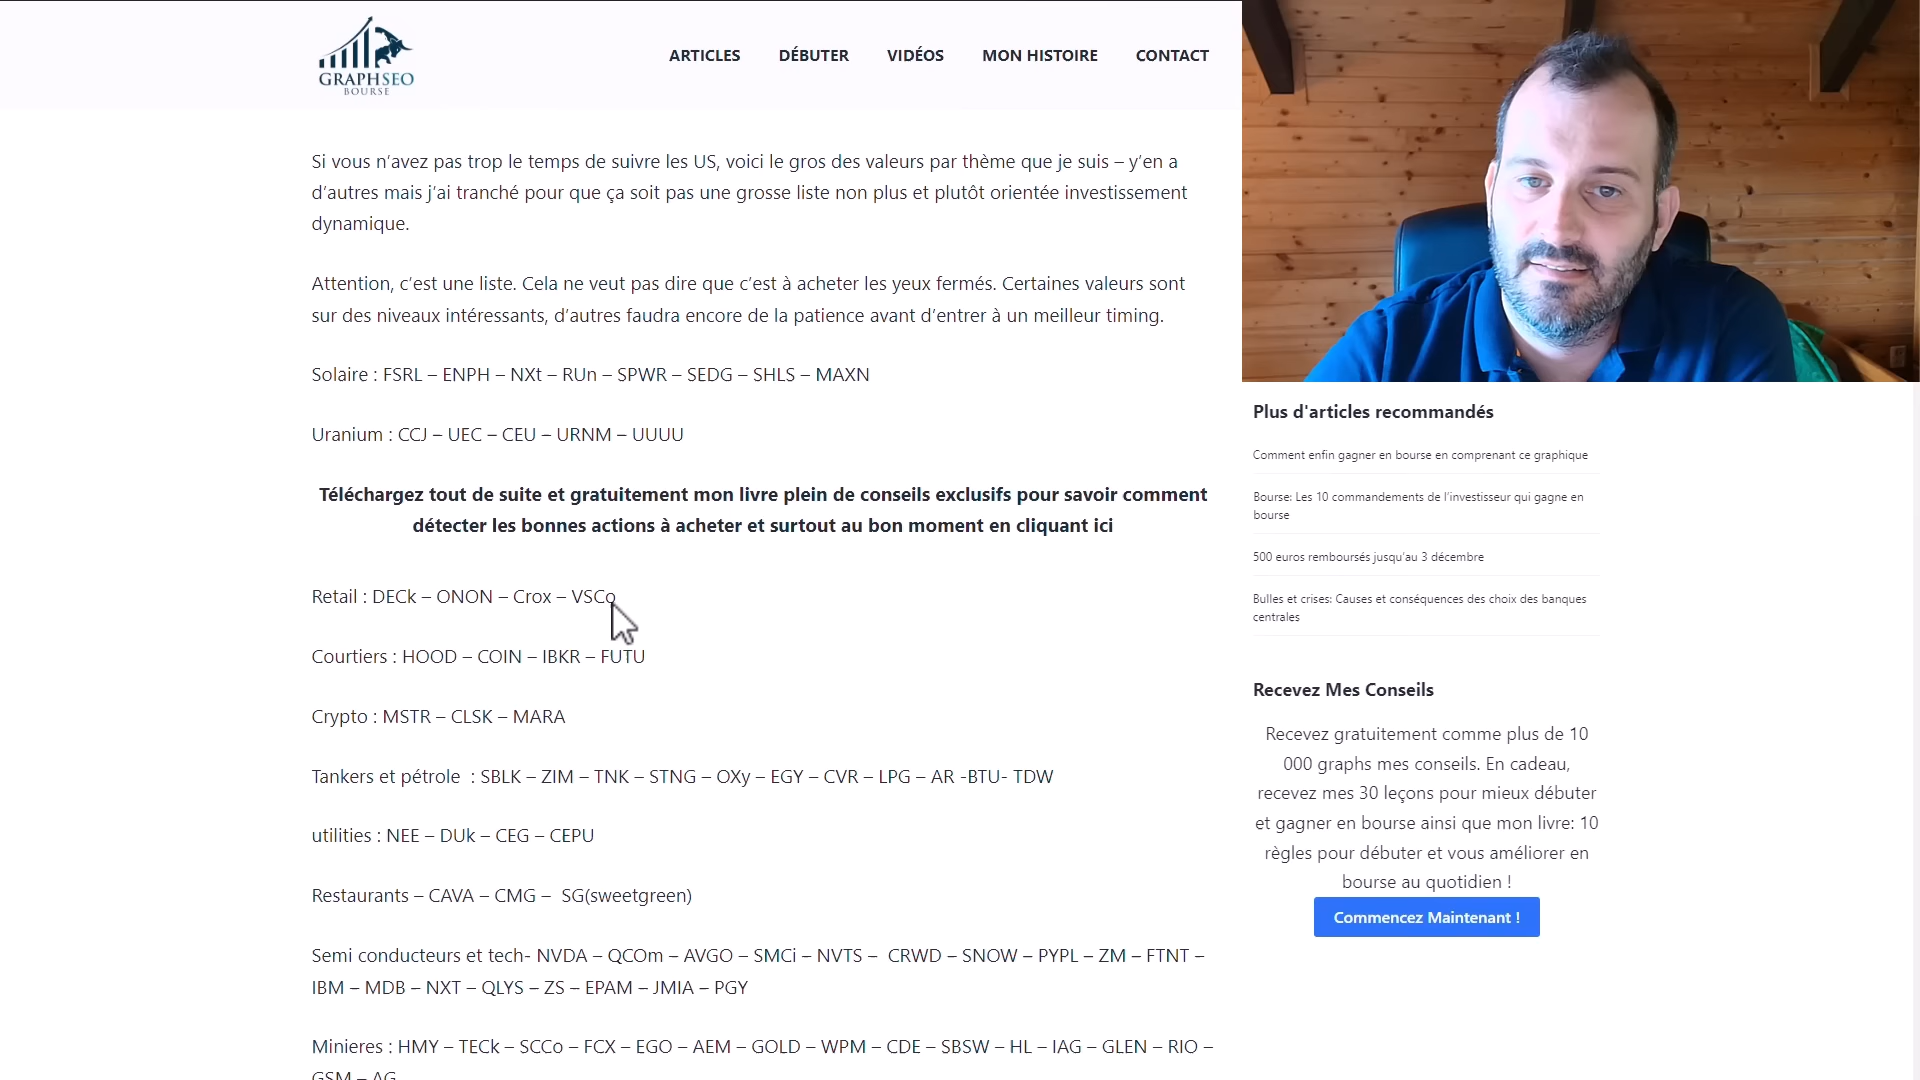 GRAPHSEO
BOURSE
ARTICLES
DÉBUTER
VIDÉOS
MON HISTOIRE
CONTACT
Si vous n’avez pas trop le temps de suivre les US, voici le gros des valeurs par thème que je suis – y’en a
d’autres mais j’ai tranché pour que ça soit pas une grosse liste non plus et plutôt orientée investissement
dynamique.
Attention, c’est une liste. Cela ne veut pas dire que c’est à acheter les yeux fermés. Certaines valeurs sont
sur des niveaux intéressants, d’autres faudra encore de la patience avant d’entrer à un meilleur timing.
Solaire : FSRL – ENPH – NXt – RUn – SPWR – SEDG – SHLS – MAXN
Uranium : CCJ – UEC – CEU – URNM – UUUU
Téléchargez tout de suite et gratuitement mon livre plein de conseils exclusifs pour savoir comment
détecter les bonnes actions à acheter et surtout au bon moment en cliquant ici
Retail : DECk – ONON – Crox – VSCo
Courtiers : HOOD – COIN – IBKR – FUTU
Crypto : MSTR – CLSK – MARA
Tankers et pétrole  : SBLK – ZIM – TNK – STNG – OXy – EGY – CVR – LPG – AR -BTU- TDW
utilities : NEE – DUk – CEG – CEPU
Restaurants – CAVA – CMG –  SG(sweetgreen)
Semi conducteurs et tech- NVDA – QCOm – AVGO – SMCi – NVTS –  CRWD – SNOW – PYPL – ZM – FTNT –
IBM – MDB – NXT – QLYS – ZS – EPAM – JMIA – PGY
Minieres : HMY – TECk – SCCo – FCX – EGO – AEM – GOLD – WPM – CDE – SBSW – HL – IAG – GLEN – RIO –
GSM – AG
Plus d'articles recommandés
Comment enfin gagner en bourse en comprenant ce graphique
Bourse: Les 10 commandements de l’investisseur qui gagne en
bourse
500 euros remboursés jusqu’au 3 décembre
Bulles et crises: Causes et conséquences des choix des banques
centrales
Recevez Mes Conseils
Recevez gratuitement comme plus de 10
000 graphs mes conseils. En cadeau,
recevez mes 30 leçons pour mieux débuter
et gagner en bourse ainsi que mon livre: 10
règles pour débuter et vous améliorer en
bourse au quotidien !
Commencez Maintenant !